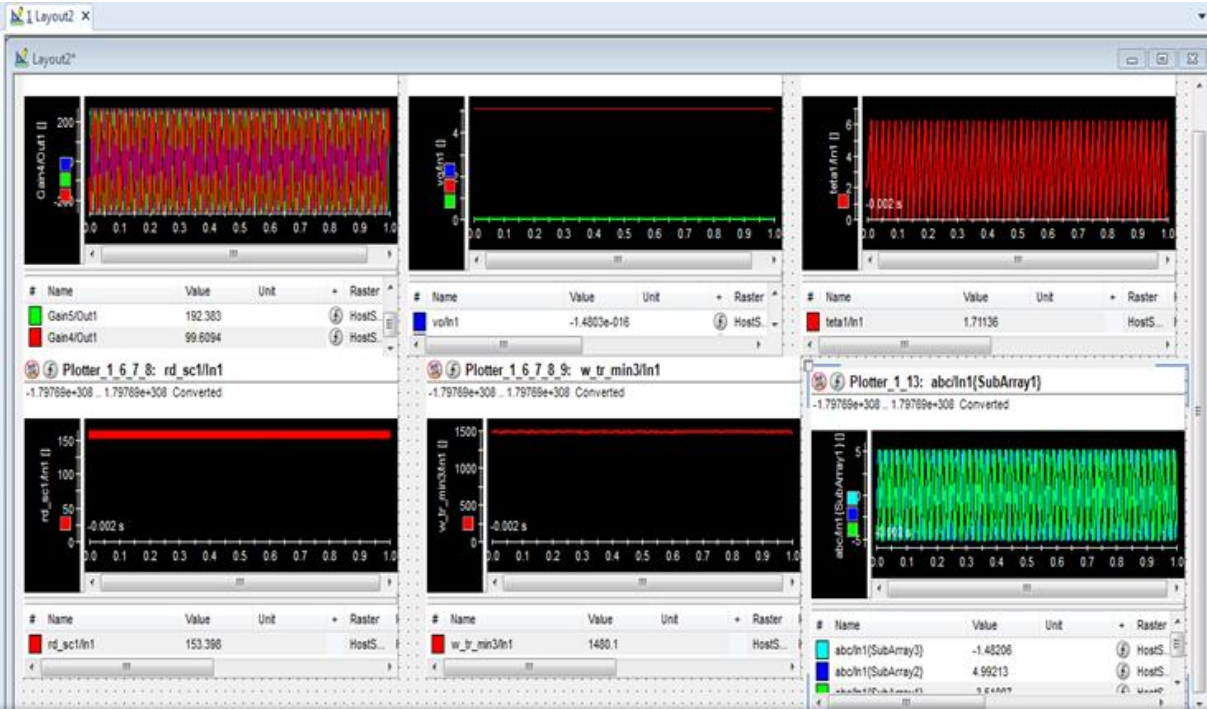 1 Layout2 ×
Layout2*
Gain4/Out1 []
200
-200
0.0 0.1 0.2 0.3 0.4 0.5 0.6 0.7 0.8 0.9 1.0
# Name Value Unit + Raster
Gain5/Out1 192.383 HostS...
Gain4/Out1 99.6094 HostS...
vo/In1 []
4
2
0
0.0 0.1 0.2 0.3 0.4 0.5 0.6 0.7 0.8 0.9 1.0
# Name Value Unit + Raster
vo/In1 -1.4803e-016 HostS...
teta1/In1 []
6
4
2
0
-0.002 s
0.0 0.1 0.2 0.3 0.4 0.5 0.6 0.7 0.8 0.9 1.0
# Name Value Unit + Raster
teta1/In1 1.71136 HostS...
Plotter_1_6_7_8: rd_sc1/In1
-1.79769e+308 .. 1.79769e+308 Converted
rd_sc1/In1 []
150
100
50
0
-0.002 s
0.0 0.1 0.2 0.3 0.4 0.5 0.6 0.7 0.8 0.9 1.0
# Name Value Unit + Raster
rd_sc1/In1 153.398 HostS...
Plotter_1_6_7_8_9: w_tr_min3/In1
-1.79769e+308 .. 1.79769e+308 Converted
w_tr_min3/In1 []
1500
1000
500
0
-0.002 s
0.0 0.1 0.2 0.3 0.4 0.5 0.6 0.7 0.8 0.9 1.0
# Name Value Unit + Raster
w_tr_min3/In1 1480.1 HostS...
Plotter_1_13: abc/In1{SubArray1}
-1.79769e+308 .. 1.79769e+308 Converted
abc/In1{SubArray1} []
5
-5
-0.002 s
0.0 0.1 0.2 0.3 0.4 0.5 0.6 0.7 0.8 0.9 1.0
# Name Value Unit + Raster
abc/In1{SubArray3} -1.48206 HostS...
abc/In1{SubArray2} 4.99213 HostS...
abc/In1{SubArray1} HostS...